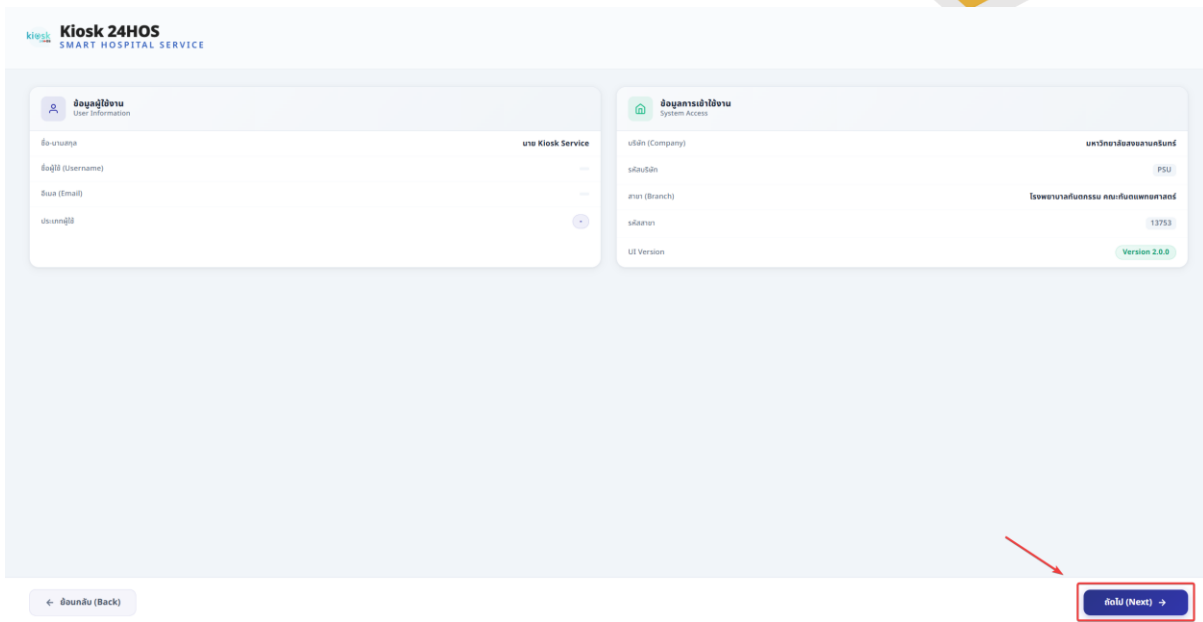 kiosk
Kiosk 24HOS
SMART HOSPITAL SERVICE
ข้อมูลผู้ใช้งาน
User Information
ชื่อ-นามสกุล
นาย Kiosk Service
ชื่อผู้ใช้ (Username)
อีเมล (Email)
ประเภทผู้ใช้
-
ข้อมูลการเข้าใช้งาน
System Access
บริษัท (Company)
มหาวิทยาลัยสงขลานครินทร์
รหัสบริษัท
PSU
สาขา (Branch)
โรงพยาบาลทันตกรรม คณะทันตแพทยศาสตร์
รหัสสาขา
13753
UI Version
Version 2.0.0
← ย้อนกลับ (Back)
ถัดไป (Next) →